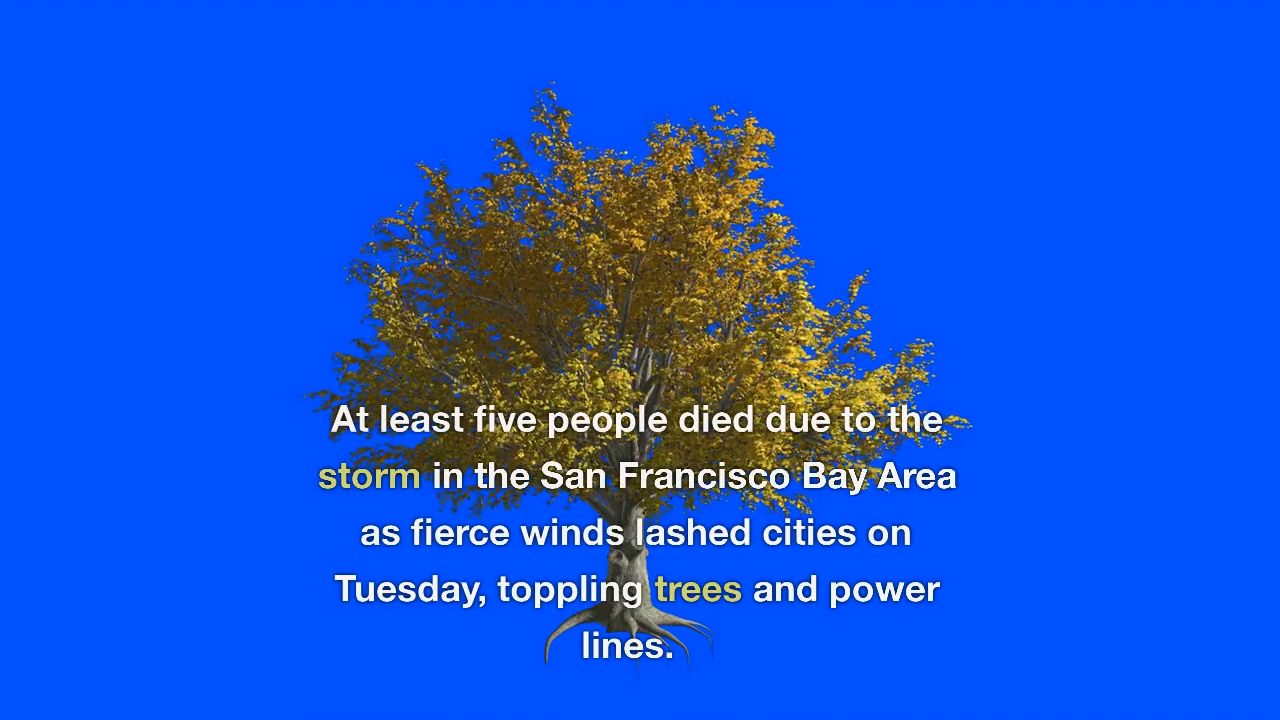 At least five people died due to the
storm in the San Francisco Bay Area
as fierce winds lashed cities on
Tuesday, toppling trees and power
lines.